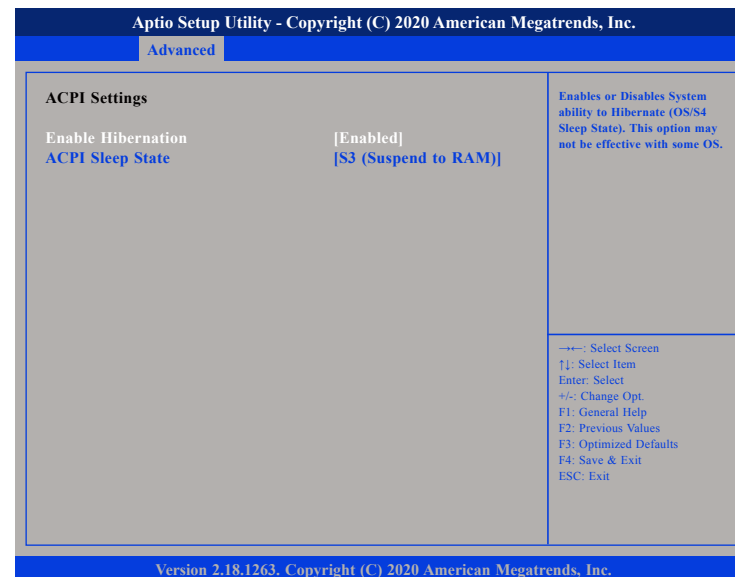 Aptio Setup Utility - Copyright (C) 2020 American Megatrends, Inc.
Advanced
ACPI Settings
Enable Hibernation [Enabled]
ACPI Sleep State [S3 (Suspend to RAM)]
Enables or Disables System
ability to Hibernate (OS/S4
Sleep State). This option may
not be effective with some OS.
→←: Select Screen
↑↓: Select Item
Enter: Select
+/-: Change Opt.
F1: General Help
F2: Previous Values
F3: Optimized Defaults
F4: Save & Exit
ESC: Exit
Version 2.18.1263. Copyright (C) 2020 American Megatrends, Inc.